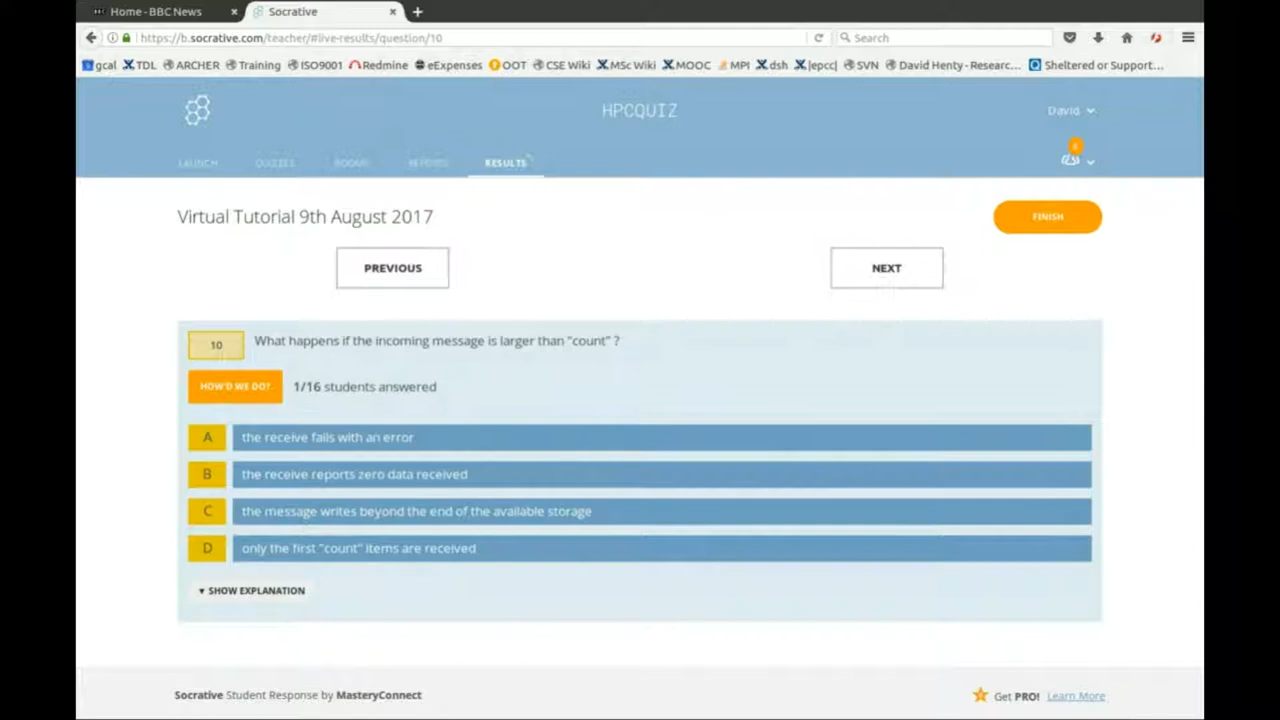 Home - BBC News
Socrative
https://b.socrative.com/teacher/#live-results/question/10
Search
gcal TDL ARCHER Training ISO9001 Redmine eExpenses OOT CSE Wiki MSc Wiki MOOC MPI dsh |epcc| SVN David Henty - Researc... Sheltered or Support...
HPCQUIZ
David
LAUNCH QUIZZES ROOMS REPORTS RESULTS
Virtual Tutorial 9th August 2017
FINISH
PREVIOUS
NEXT
10 What happens if the incoming message is larger than "count" ?
HOW'D WE DO? 1/16 students answered
A the receive fails with an error
B the receive reports zero data received
C the message writes beyond the end of the available storage
D only the first "count" items are received
▼ SHOW EXPLANATION
Socrative Student Response by MasteryConnect
Get PRO! Learn More